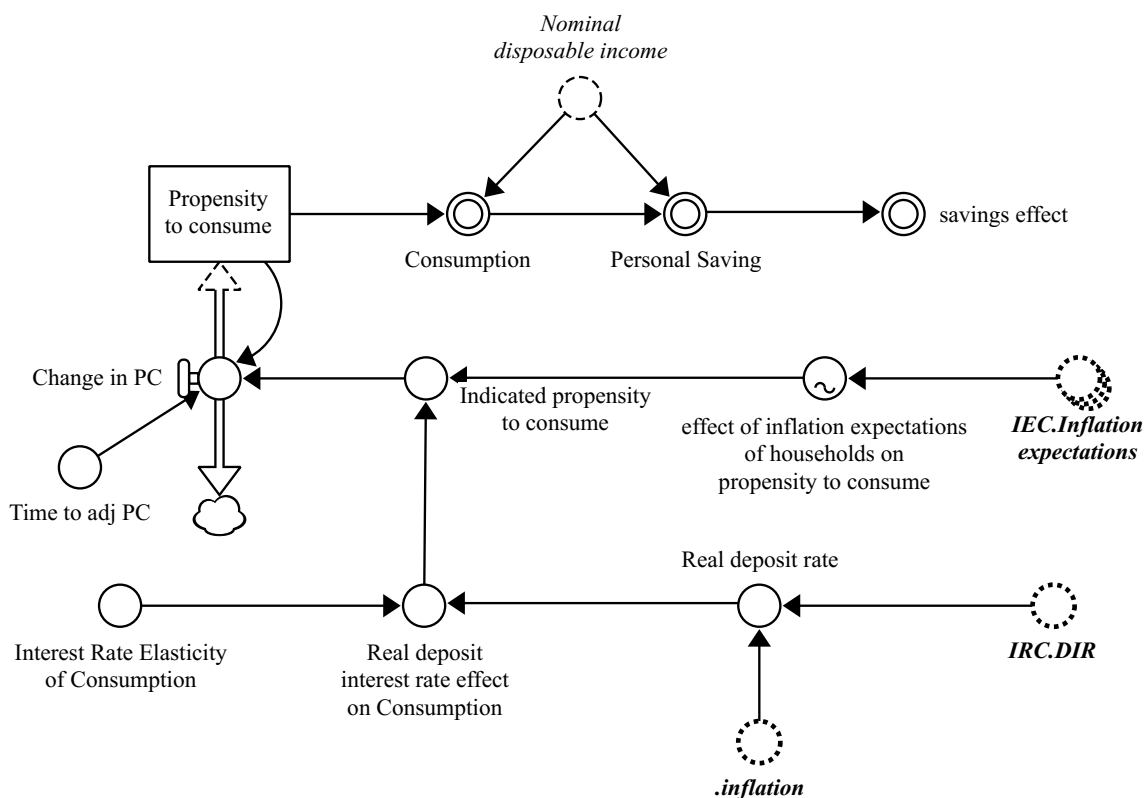 Nominal
disposable income
Propensity
to consume
savings effect
Consumption
Personal Saving
Change in PC
Indicated propensity
to consume
effect of inflation expectations
of households on
propensity to consume
IEC.Inflation
expectations
Time to adj PC
Real deposit rate
Interest Rate Elasticity
of Consumption
Real deposit
interest rate effect
on Consumption
IRC.DIR
.inflation